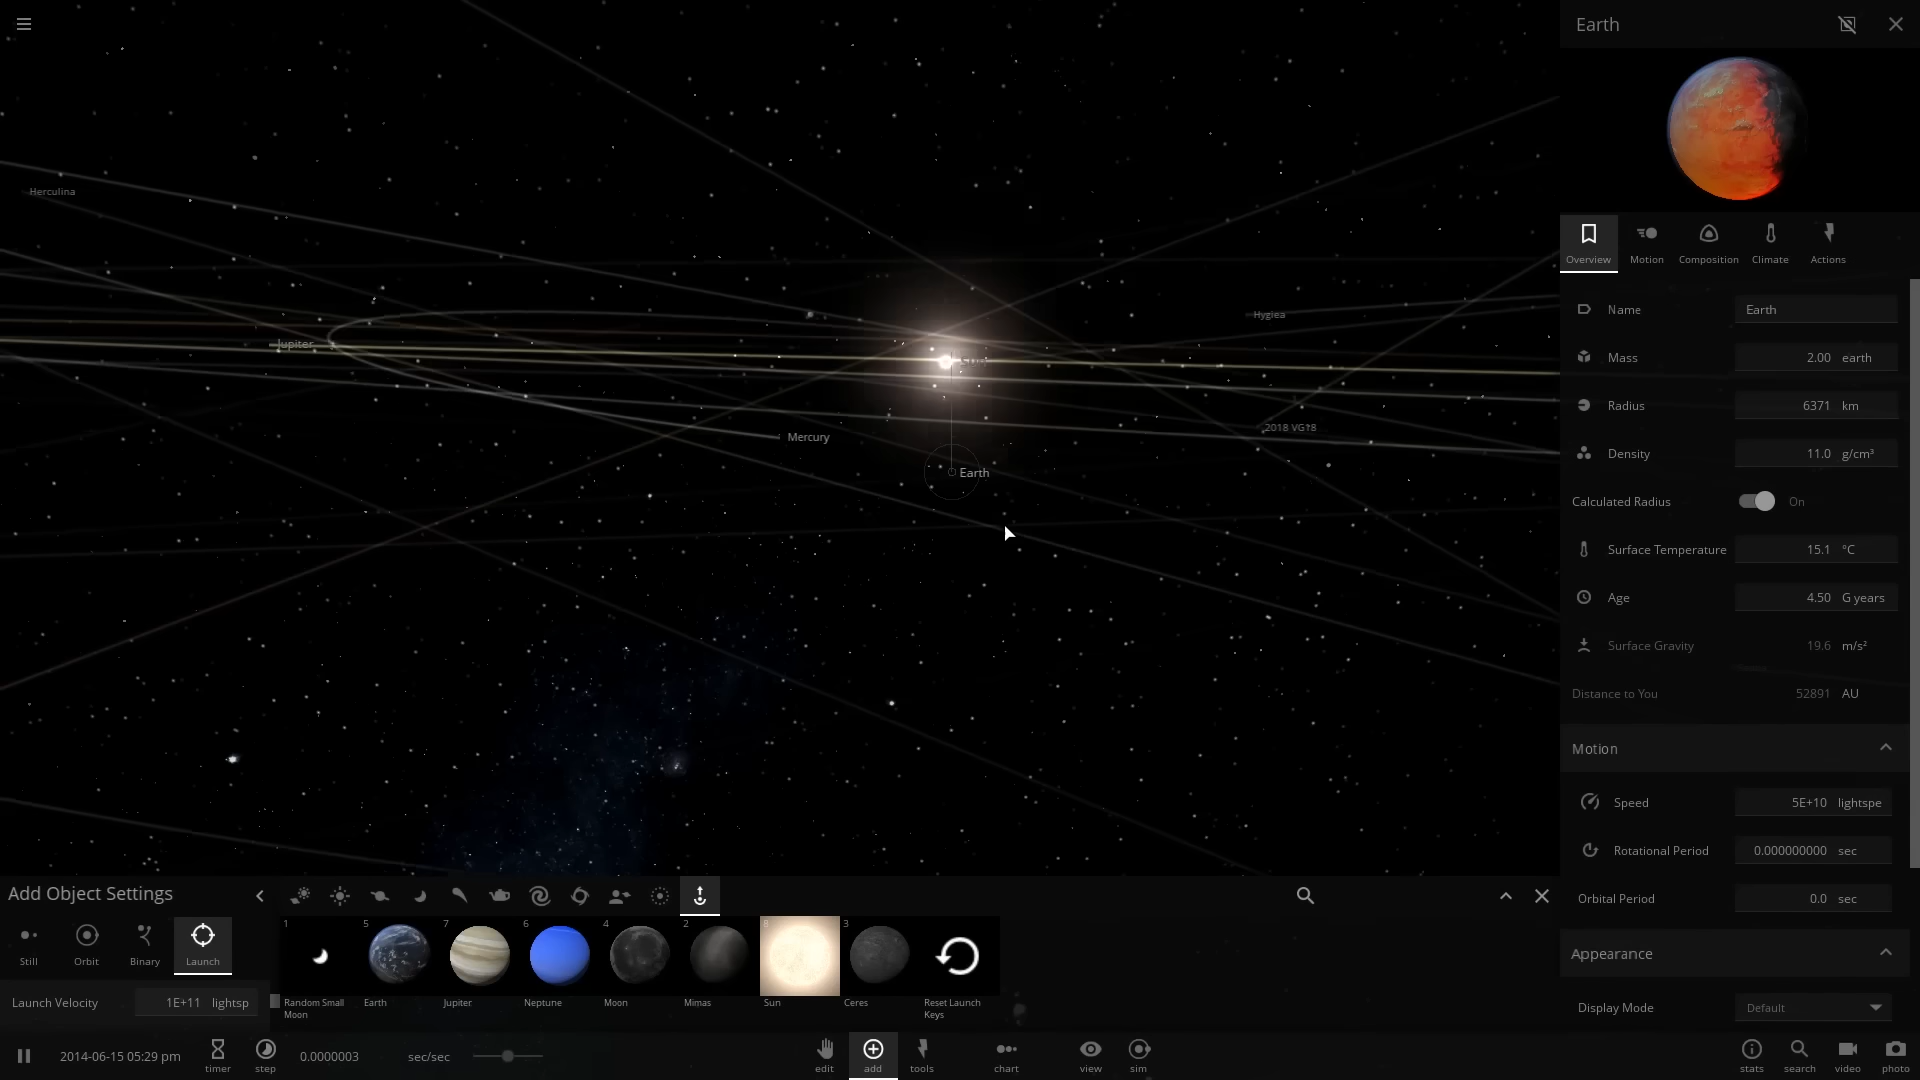 Earth
Herculina
Jupiter
Hygiea
Mercury
2018 VG18
Earth
Overview
Motion
Composition
Climate
Actions
Name Earth
Mass 2.00 earth
Radius 6371 km
Density 11.0 g/cm³
Calculated Radius On
Surface Temperature 15.1 °C
Age 4.50 G years
Surface Gravity 19.6 m/s²
Distance to You 52891 AU
Motion
Speed 5E+10 lightspe
Rotational Period 0.000000000 sec
Orbital Period 0.0 sec
Appearance
Display Mode Default
Add Object Settings
Still
Orbit
Binary
Launch
Launch Velocity 1E+11 lightsp
1 5 7 6 4 2 8 3
Random Small Moon
Earth
Jupiter
Neptune
Moon
Mimas
Sun
Ceres
Reset Launch Keys
2014-06-15 05:29 pm
timer
step
0.0000003 sec/sec
edit
add
tools
chart
view
sim
stats
search
video
photo